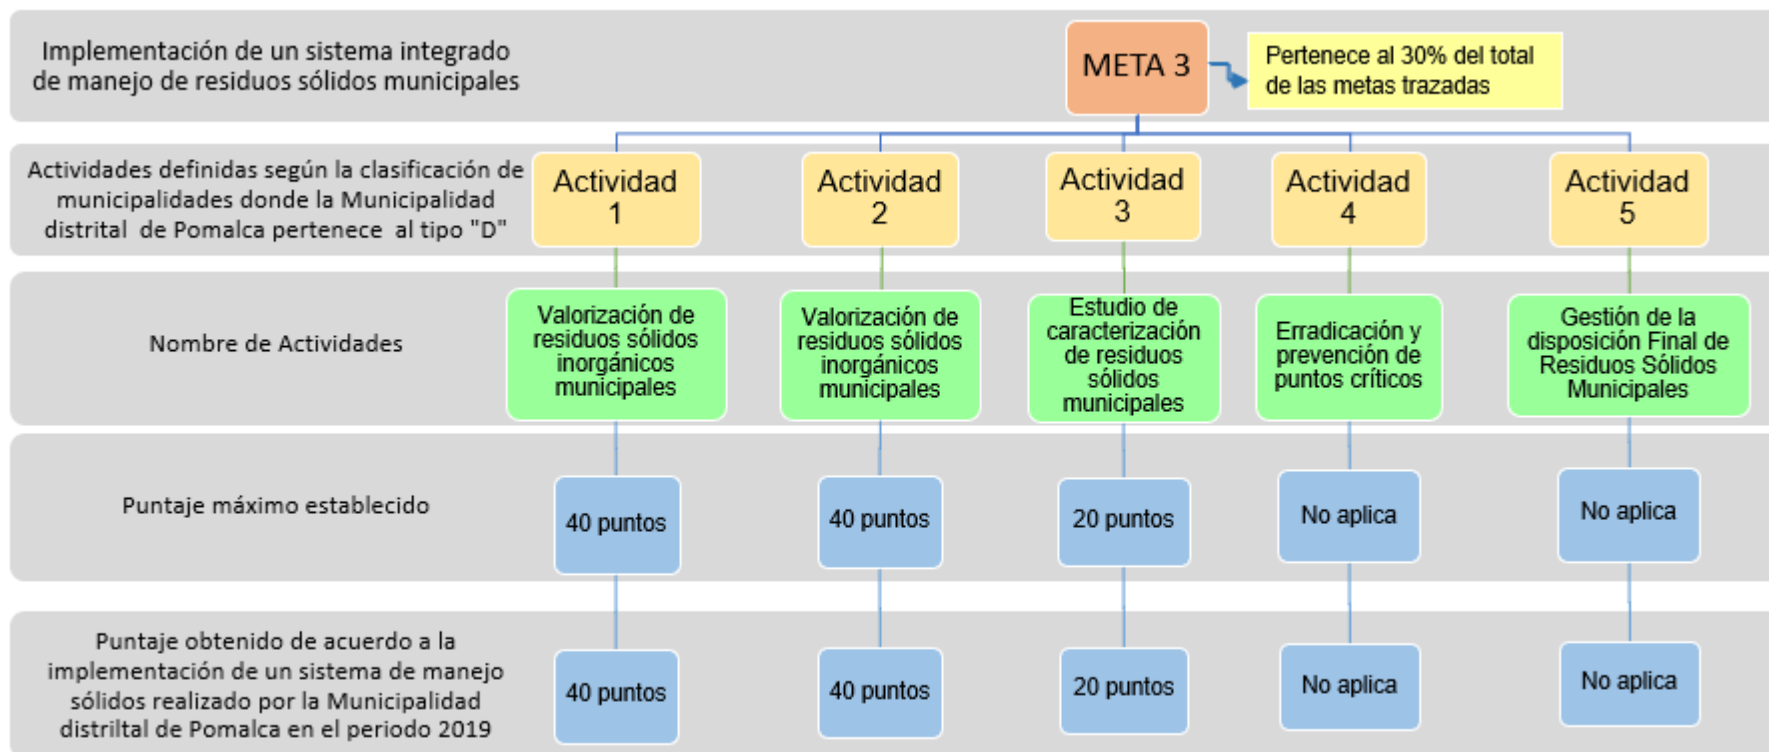 Implementación de un sistema integrado
de manejo de residuos sólidos municipales
META 3
Pertenece al 30% del total
de las metas trazadas
Actividades definidas según la clasificación de
municipalidades donde la Municipalidad
distrital de Pomalca pertenece al tipo "D"
Actividad
1
Actividad
2
Actividad
3
Actividad
4
Actividad
5
Nombre de Actividades
Valorización de
residuos sólidos
inorgánicos
municipales
Valorización de
residuos sólidos
inorgánicos
municipales
Estudio de
caracterización
de residuos
sólidos
municipales
Erradicación y
prevención de
puntos críticos
Gestión de la
disposición Final de
Residuos Sólidos
Municipales
Puntaje máximo establecido
40 puntos
40 puntos
20 puntos
No aplica
No aplica
Puntaje obtenido de acuerdo a la
implementación de un sistema de manejo
sólidos realizado por la Municipalidad
distriltal de Pomalca en el periodo 2019
40 puntos
40 puntos
20 puntos
No aplica
No aplica